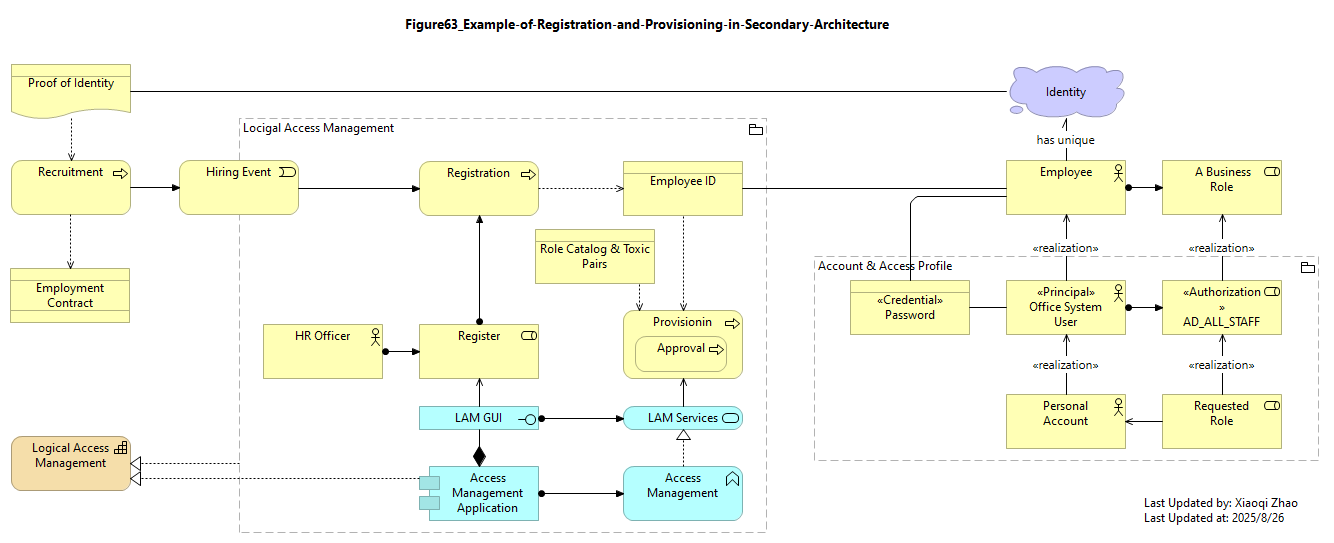 Figure63_Example-of-Registration-and-Provisioning-in-Secondary-Architecture
Proof of Identity
Identity
Locigal Access Management
has unique
Recruitment
Hiring Event
Registration
Employee ID
Employee
A Business
Role
Role Catalog & Toxic
Pairs
«realization»
«realization»
Account & Access Profile
Employment
Contract
«Credential»
Password
«Principal»
Office System
User
«Authorization
»
AD_ALL_STAFF
HR Officer
Register
Provisionin
Approval
«realization»
«realization»
LAM GUI
LAM Services
Personal
Account
Requested
Role
Logical Access
Management
Access
Management
Application
Access
Management
Last Updated by: Xiaoqi Zhao
Last Updated at: 2025/8/26